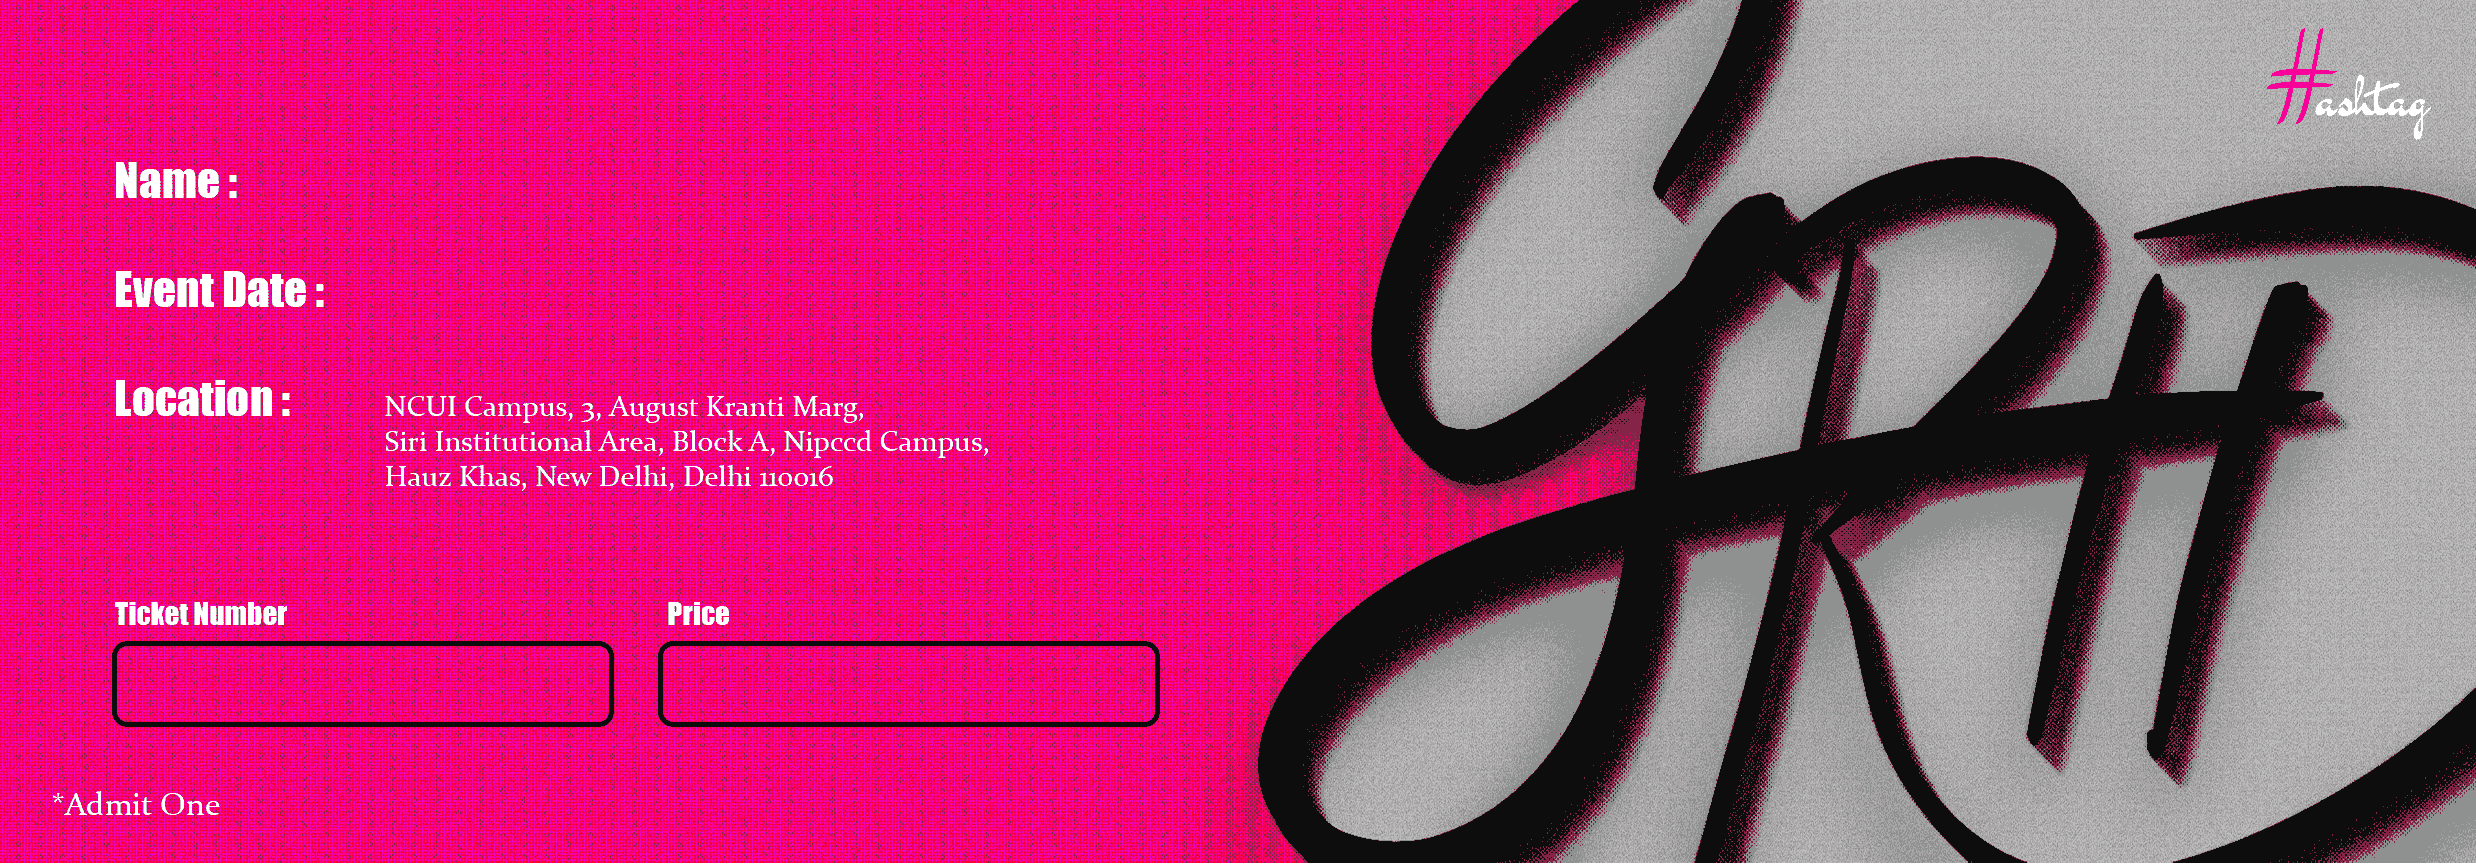 Hashtag
Name :
Event Date :
Location :
NCUI Campus, 3, August Kranti Marg,
Siri Institutional Area, Block A, Nipccd Campus,
Hauz Khas, New Delhi, Delhi 110016
Ticket Number
Price
*Admit One